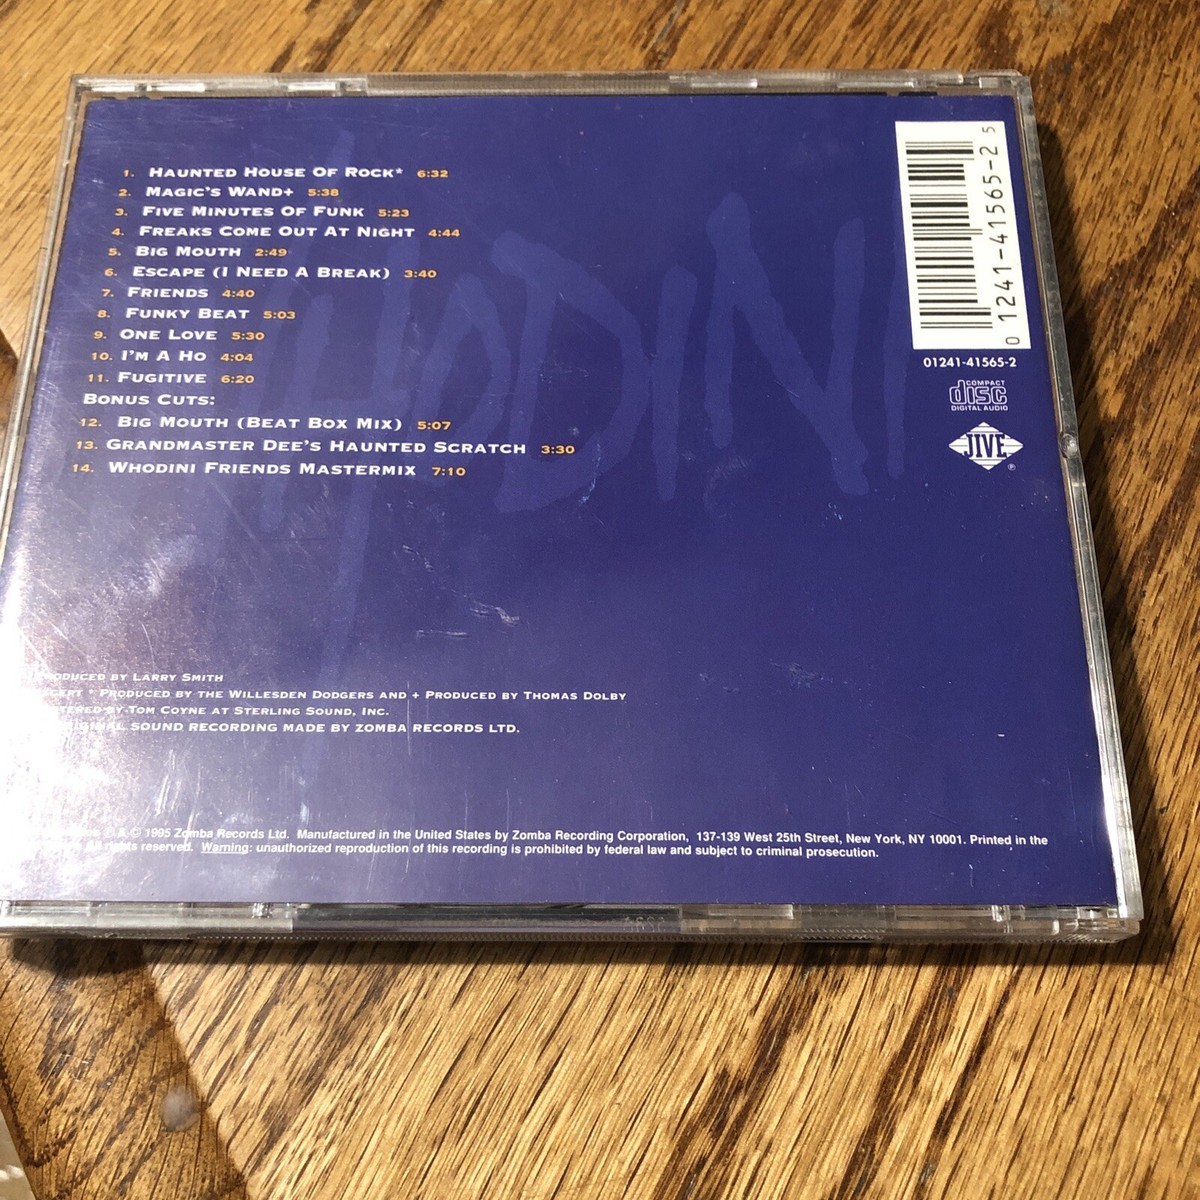 1. Haunted House Of Rock* 6:32
2. Magic's Wand+ 5:38
3. Five Minutes Of Funk 5:23
4. Freaks Come Out At Night 4:44
5. Big Mouth 2:49
6. Escape (I Need A Break) 3:40
7. Friends 4:40
8. Funky Beat 5:03
9. One Love 5:30
10. I'm A Ho 4:04
11. Fugitive 6:20
Bonus Cuts:
12. Big Mouth (Beat Box Mix) 5:07
13. Grandmaster Dee's Haunted Scratch 3:30
14. Whodini Friends Mastermix 7:10
0 1241-41565-2 5
01241-41565-2
COMPACT
disc
DIGITAL AUDIO
JIVE
®
WHODINI
by Larry Smith
* Produced by The Willesden Dodgers and + Produced by Thomas Dolby
by Tom Coyne at Sterling Sound, Inc.
sound recording made by Zomba Records Ltd.
℗ & © 1995 Zomba Records Ltd. Manufactured in the United States by Zomba Recording Corporation, 137-139 West 25th Street, New York, NY 10001. Printed in the
All rights reserved. Warning: unauthorized reproduction of this recording is prohibited by federal law and subject to criminal prosecution.